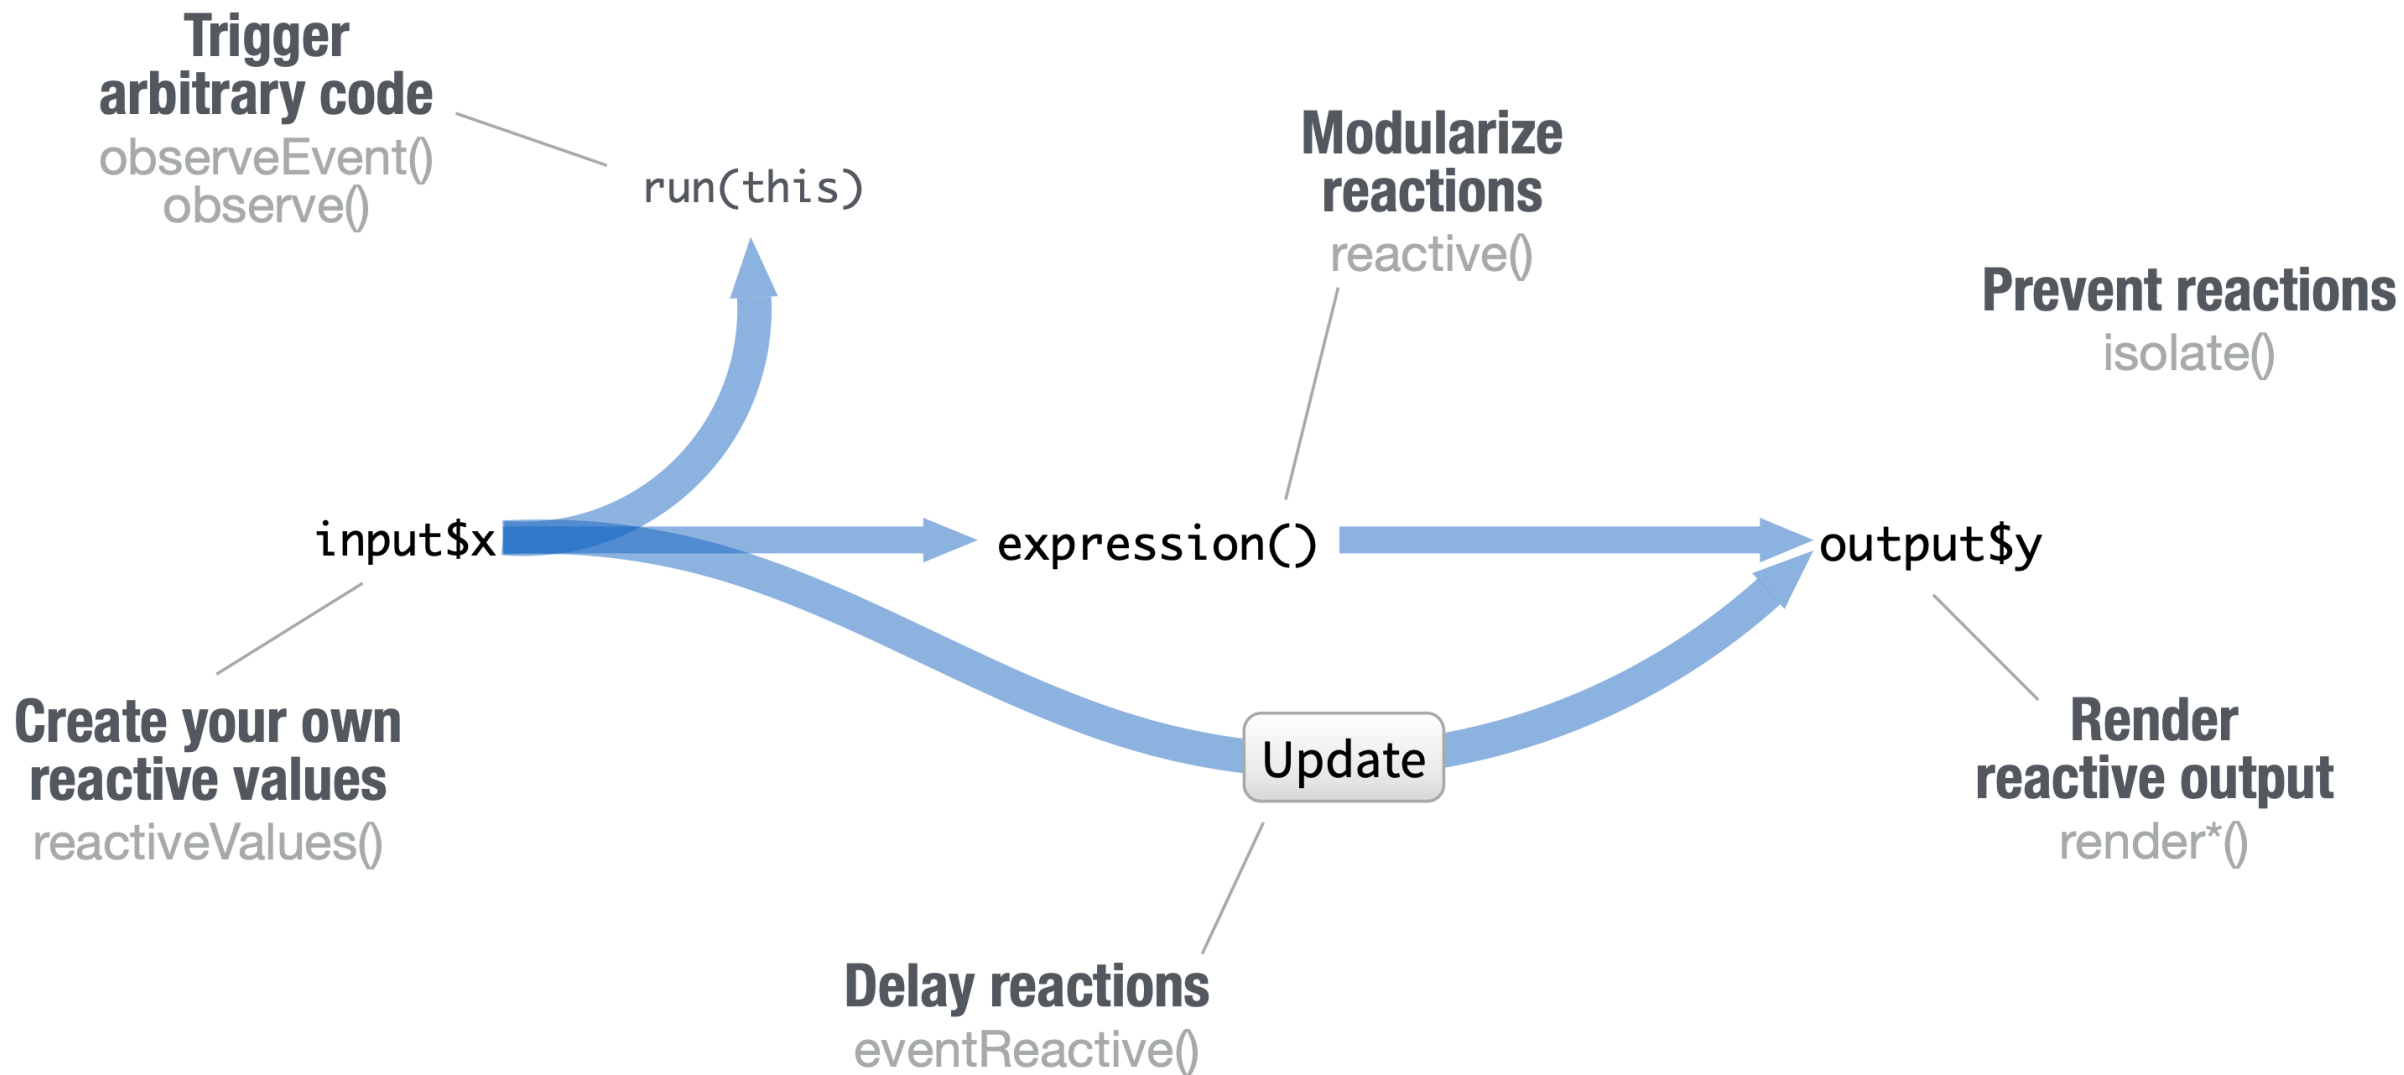 Trigger
arbitrary code
observeEvent()
observe()
run(this)
Modularize
reactions
reactive()
Prevent reactions
isolate()
input$x
expression()
output$y
Create your own
reactive values
reactiveValues()
Update
Render
reactive output
render*()
Delay reactions
eventReactive()